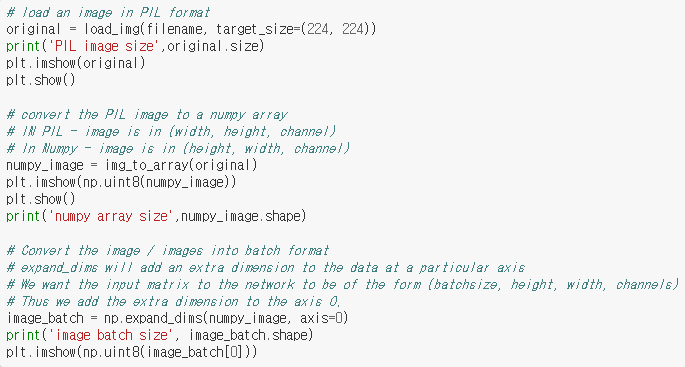 # load an image in PIL format
original = load_img(filename, target_size=(224, 224))
print('PIL image size',original.size)
plt.imshow(original)
plt.show()

# convert the PIL image to a numpy array
# IN PIL - image is in (width, height, channel)
# In Numpy - image is in (height, width, channel)
numpy_image = img_to_array(original)
plt.imshow(np.uint8(numpy_image))
plt.show()
print('numpy array size',numpy_image.shape)

# Convert the image / images into batch format
# expand_dims will add an extra dimension to the data at a particular axis
# We want the input matrix to the network to be of the form (batchsize, height, width, channels)
# Thus we add the extra dimension to the axis 0.
image_batch = np.expand_dims(numpy_image, axis=0)
print('image batch size', image_batch.shape)
plt.imshow(np.uint8(image_batch[0]))